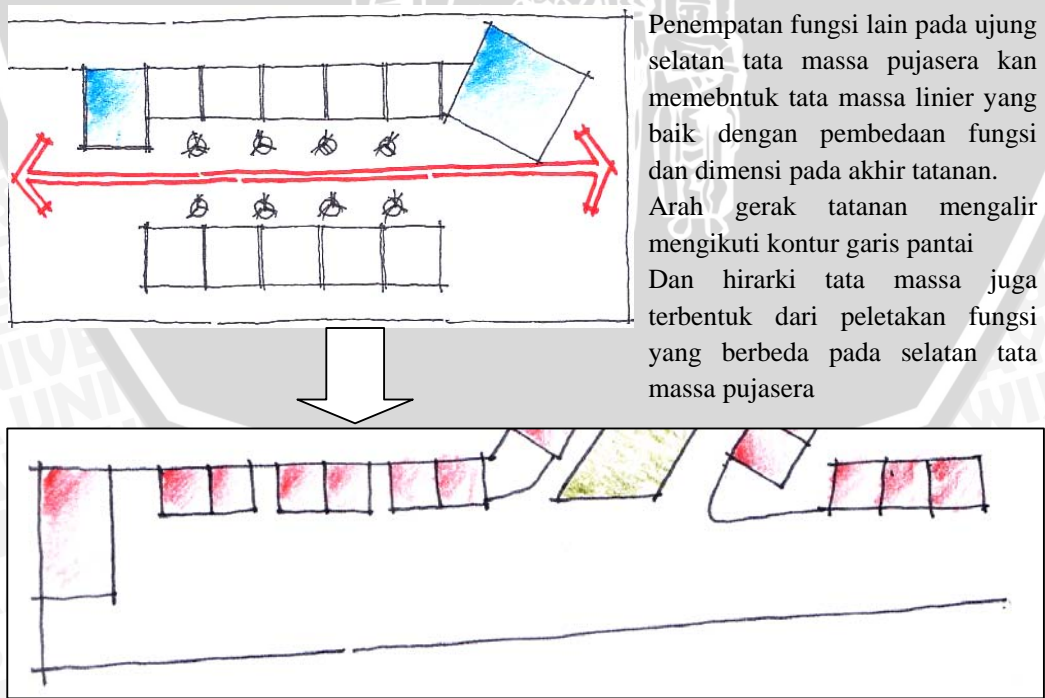 Penempatan fungsi lain pada ujung
selatan tata massa pujasera kan
memebntuk tata massa linier yang
baik dengan pembedaan fungsi
dan dimensi pada akhir tatanan.
Arah gerak tatanan mengalir
mengikuti kontur garis pantai
Dan hirarki tata massa juga
terbentuk dari peletakan fungsi
yang berbeda pada selatan tata
massa pujasera